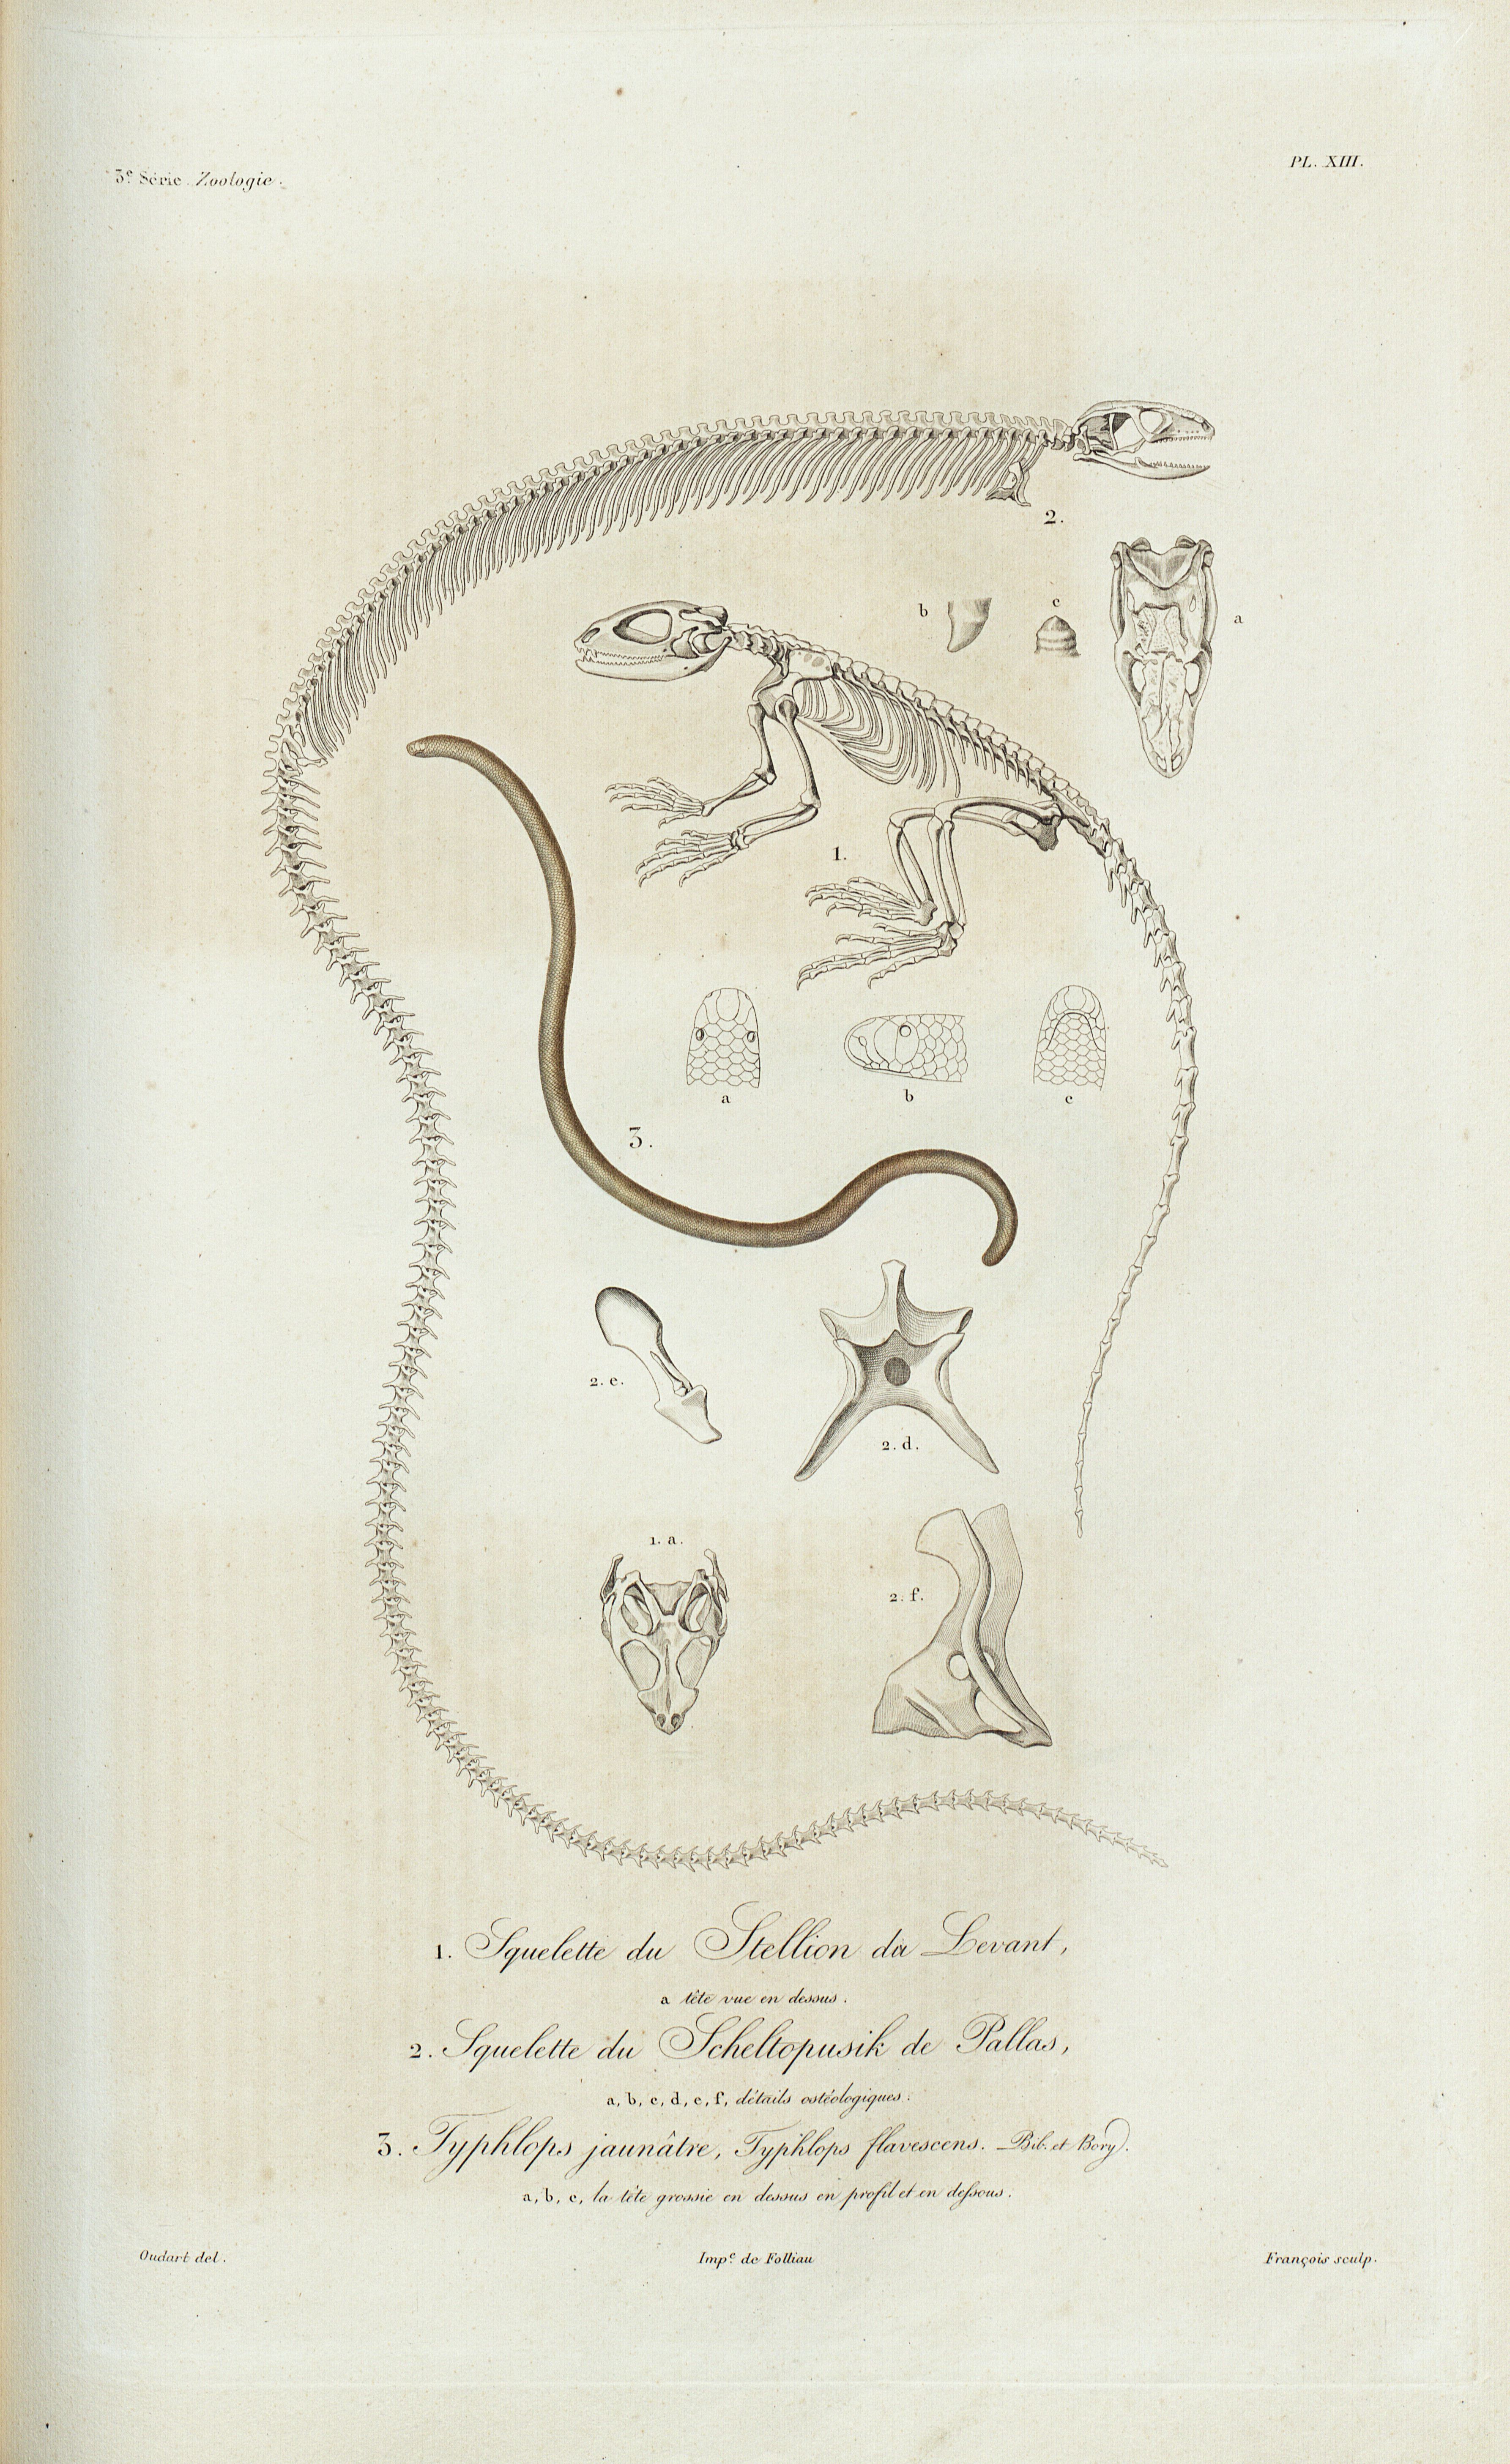 3.e Série. Zoologie.
PL. XIII.
2.
b
c
a
1.
a
b
c
3.
2. e.
2. d.
1. a.
2. f.
1. Squelette du Stellion du Levant,
a tête vue en dessus.
2. Squelette du Scheltopusik de Pallas,
a, b, c, d, e, f, détails ostéologiques.
3. Typhlops jaunâtre, Typhlops flavescens. Bib. et Bory.
a, b, c, la tête grossie en dessus en profil et en dessous.
Oudart del.
Imp.e de Folliau
François sculp.